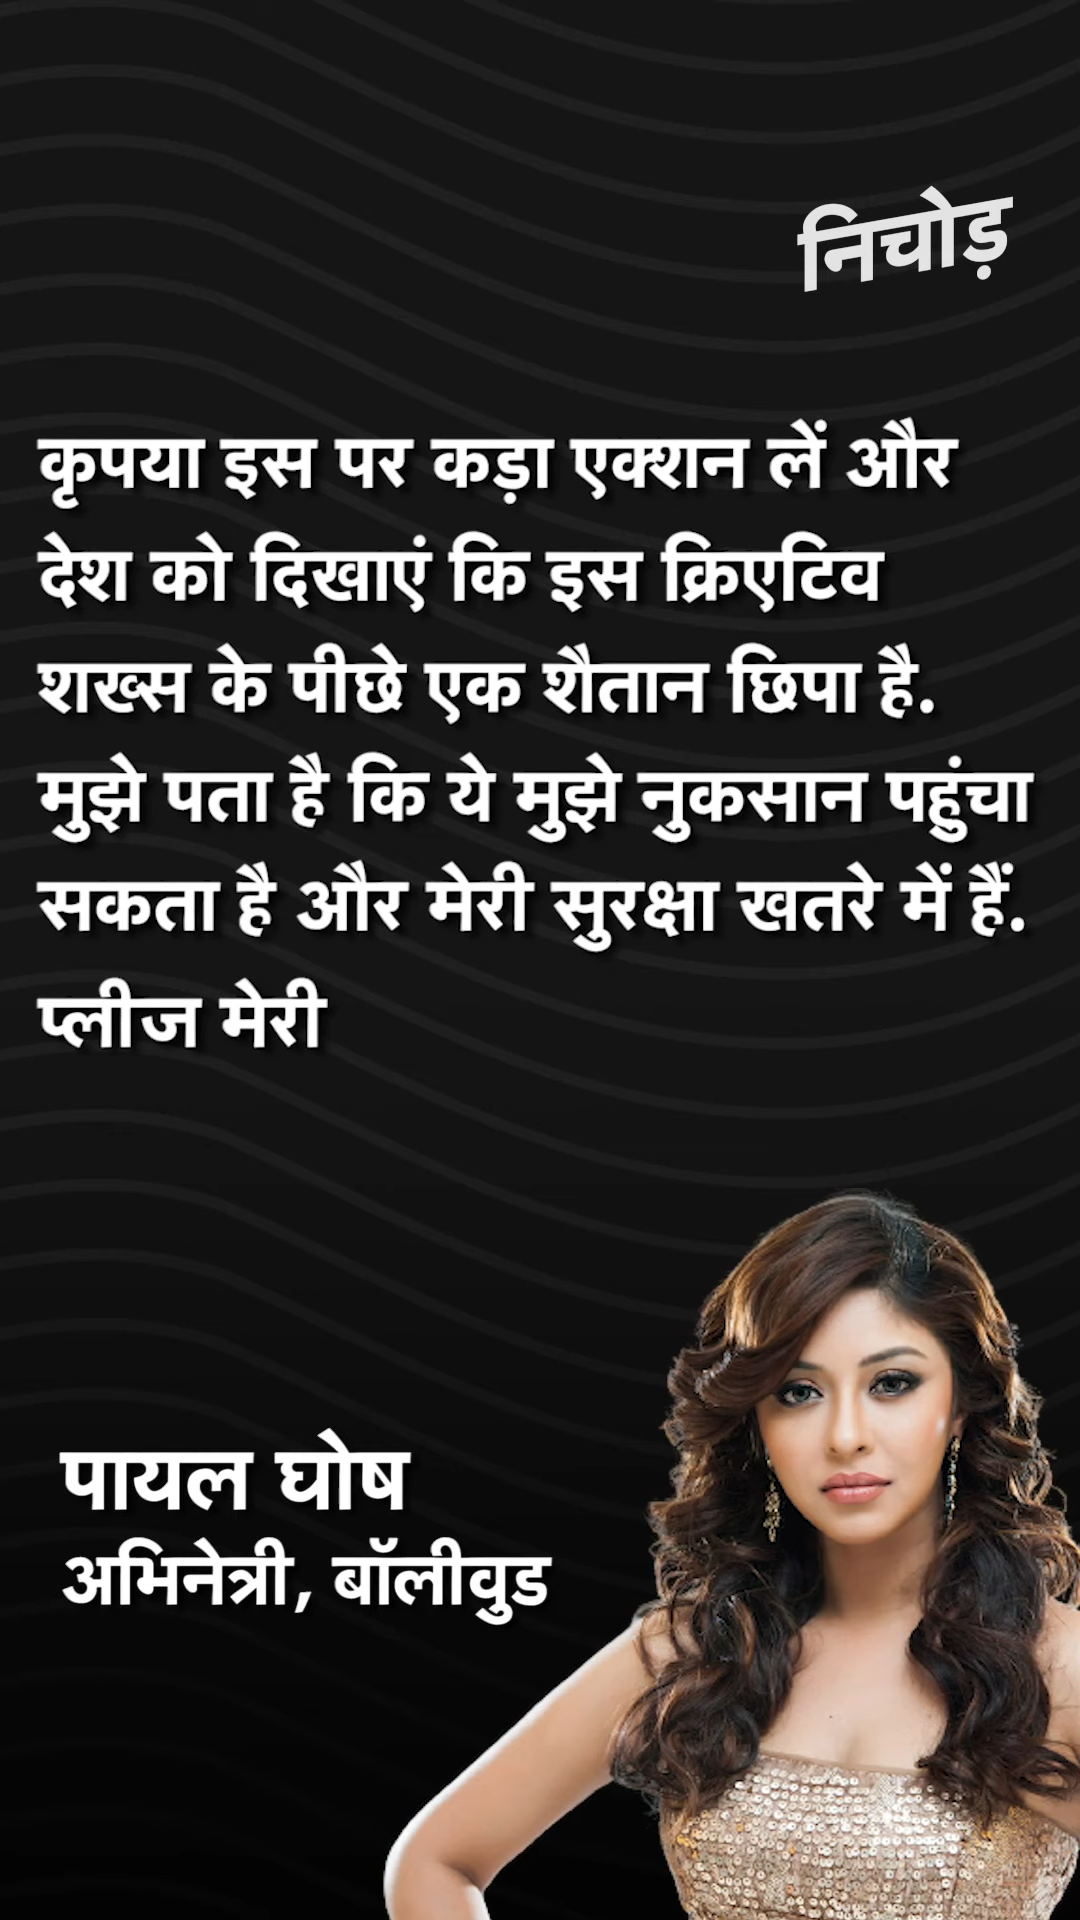 निचोड़
कृपया इस पर कड़ा एक्शन लें और
देश को दिखाएं कि इस क्रिएटिव
शख्स के पीछे एक शैतान छिपा है.
मुझे पता है कि ये मुझे नुकसान पहुंचा
सकता है और मेरी सुरक्षा खतरे में हैं.
प्लीज मेरी
पायल घोष
अभिनेत्री, बॉलीवुड